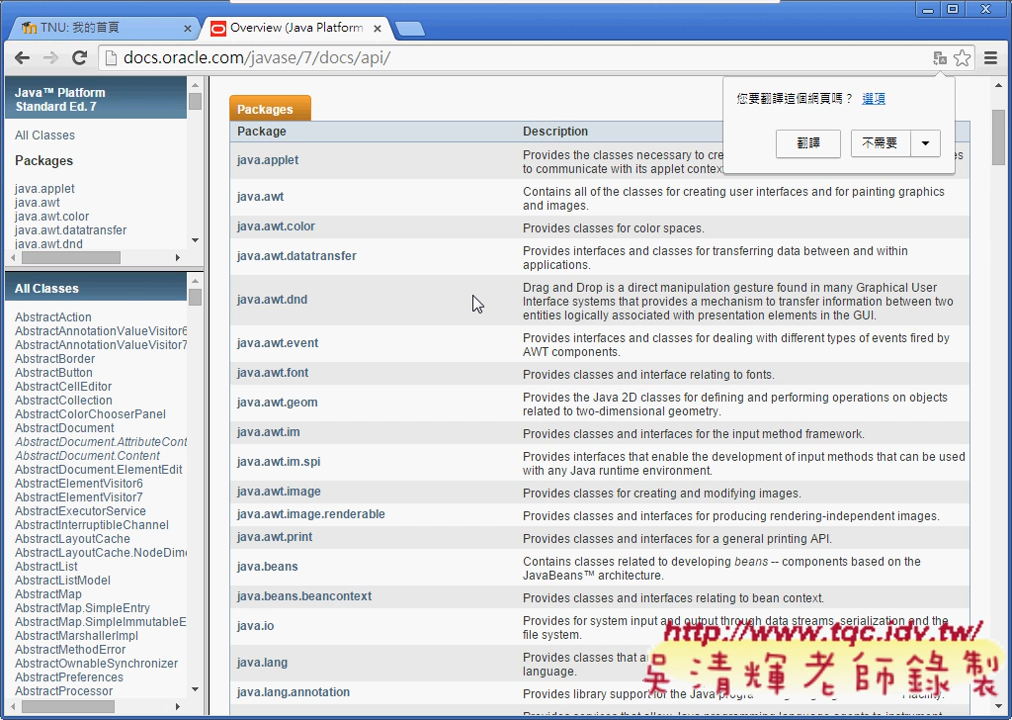 TNU: 我的首頁
Overview (Java Platform
docs.oracle.com/javase/7/docs/api/
您要翻譯這個網頁嗎？ 選項
翻譯
不需要
Java™ Platform
Standard Ed. 7
All Classes
Packages
java.applet
java.awt
java.awt.color
java.awt.datatransfer
java.awt.dnd
All Classes
AbstractAction
AbstractAnnotationValueVisitor6
AbstractAnnotationValueVisitor7
AbstractBorder
AbstractButton
AbstractCellEditor
AbstractCollection
AbstractColorChooserPanel
AbstractDocument
AbstractDocument.AttributeCont
AbstractDocument.Content
AbstractDocument.ElementEdit
AbstractElementVisitor6
AbstractElementVisitor7
AbstractExecutorService
AbstractInterruptibleChannel
AbstractLayoutCache
AbstractLayoutCache.NodeDime
AbstractList
AbstractListModel
AbstractMap
AbstractMap.SimpleEntry
AbstractMap.SimpleImmutableE
AbstractMarshallerImpl
AbstractMethodError
AbstractOwnableSynchronizer
AbstractPreferences
AbstractProcessor
Packages
Package Description
java.applet
Provides the classes necessary to cre es
to communicate with its applet context
java.awt
Contains all of the classes for creating user interfaces and for painting graphics
and images.
java.awt.color
Provides classes for color spaces.
java.awt.datatransfer
Provides interfaces and classes for transferring data between and within
applications.
java.awt.dnd
Drag and Drop is a direct manipulation gesture found in many Graphical User
Interface systems that provides a mechanism to transfer information between two
entities logically associated with presentation elements in the GUI.
java.awt.event
Provides interfaces and classes for dealing with different types of events fired by
AWT components.
java.awt.font
Provides classes and interface relating to fonts.
java.awt.geom
Provides the Java 2D classes for defining and performing operations on objects
related to two-dimensional geometry.
java.awt.im
Provides classes and interfaces for the input method framework.
java.awt.im.spi
Provides interfaces that enable the development of input methods that can be used
with any Java runtime environment.
java.awt.image
Provides classes for creating and modifying images.
java.awt.image.renderable
Provides classes and interfaces for producing rendering-independent images.
java.awt.print
Provides classes and interfaces for a general printing API.
java.beans
Contains classes related to developing beans -- components based on the
JavaBeans™ architecture.
java.beans.beancontext
Provides classes and interfaces relating to bean context.
java.io
Provides for system input and output through data streams, serialization and the
file system.
java.lang
Provides classes that a
language.
java.lang.annotation
Provides library support for the Java progra facility.
http://www.tqc.idv.tw/
吳清輝老師錄製